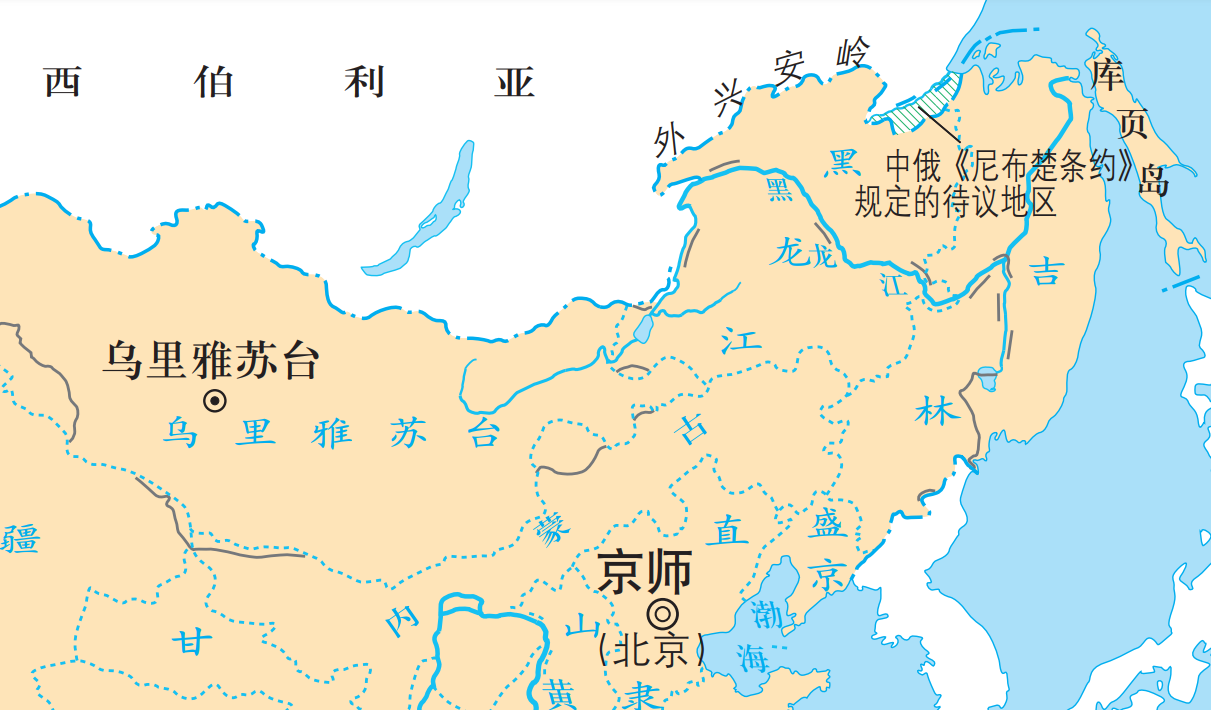 西伯利亚
外兴安岭
库页岛
中俄《尼布楚条约》
规定的待议地区
黑龙江
黑龙江
吉林
乌里雅苏台
乌里雅苏台
内蒙古
疆
直隶
盛京
京师
(北京)
渤海
甘
山
黄